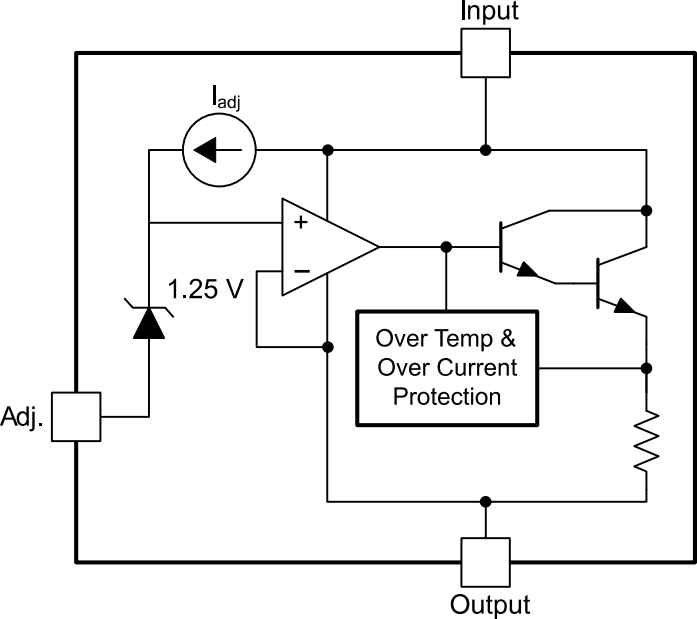 Input
Iadj
+
−
1.25 V
Over Temp &
Over Current
Protection
Adj.
Output